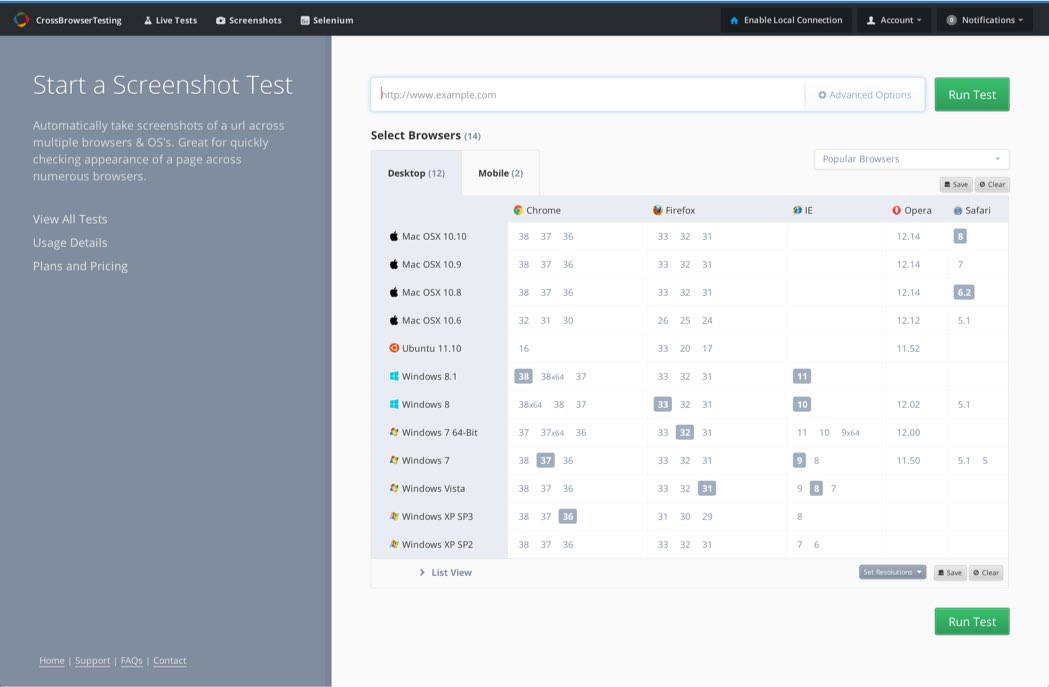 CrossBrowserTesting Live Tests Screenshots Selenium Enable Local Connection Account 0 Notifications
Start a Screenshot Test
Automatically take screenshots of a url across
multiple browsers & OS's. Great for quickly
checking appearance of a page across
numerous browsers.
View All Tests
Usage Details
Plans and Pricing
Home | Support | FAQs | Contact
http://www.example.com Advanced Options Run Test
Select Browsers (14)
Desktop (12) Mobile (2) Popular Browsers
Save Clear
Chrome Firefox IE Opera Safari
Mac OSX 10.10 38 37 36 33 32 31 12.14 8
Mac OSX 10.9 38 37 36 33 32 31 12.14 7
Mac OSX 10.8 38 37 36 33 32 31 12.14 6.2
Mac OSX 10.6 32 31 30 26 25 24 12.12 5.1
Ubuntu 11.10 16 33 20 17 11.52
Windows 8.1 38 38x64 37 33 32 31 11
Windows 8 38x64 38 37 33 32 31 10 12.02 5.1
Windows 7 64-Bit 37 37x64 36 33 32 31 11 10 9x64 12.00
Windows 7 38 37 36 33 32 31 9 8 11.50 5.1 5
Windows Vista 38 37 36 33 32 31 9 8 7
Windows XP SP3 38 37 36 31 30 29 8
Windows XP SP2 38 37 36 33 32 31 7 6
List View Set Resolutions Save Clear
Run Test